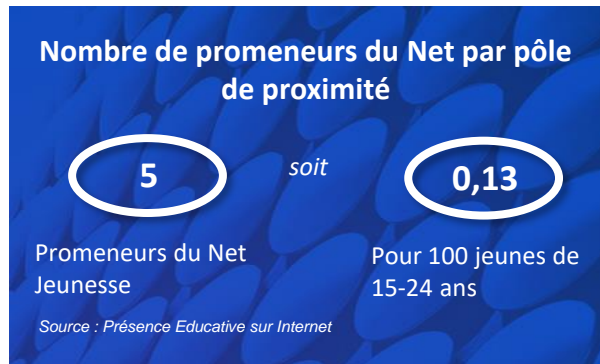 Nombre de promeneurs du Net par pôle
de proximité
5
soit
0,13
Promeneurs du Net
Jeunesse
Pour 100 jeunes de
15-24 ans
Source : Présence Educative sur Internet